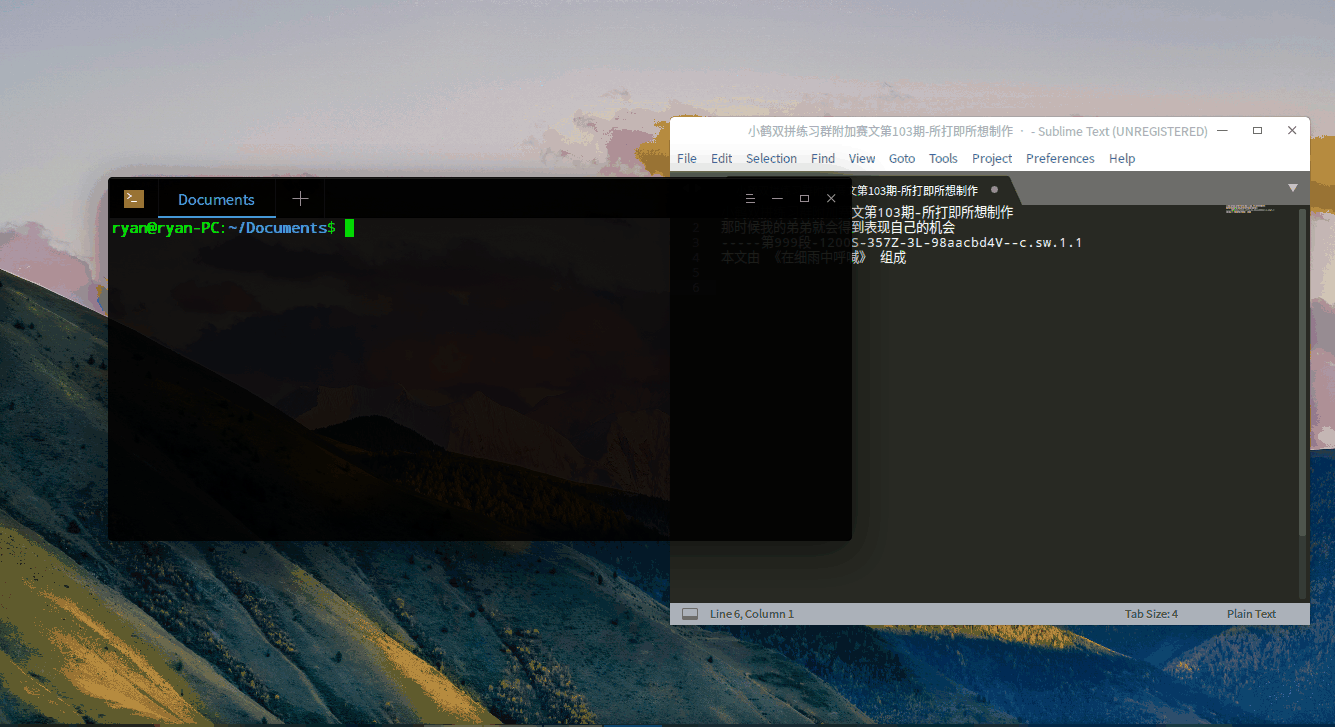 小鹤双拼练习群附加赛文第103期-所打即所想制作 · - Sublime Text (UNREGISTERED)
File Edit Selection Find View Goto Tools Project Preferences Help
文第103期-所打即所想制作
Documents
ryan@ryan-PC:~/Documents$
文第103期-所打即所想制作
2 那时候我的弟弟就会得到表现自己的机会
3 -----第999段-1200S-357Z-3L-98aacbd4V--c.sw.1.1
4 本文由 《在细雨中呼喊》 组成
5
6
Line 6, Column 1 Tab Size: 4 Plain Text